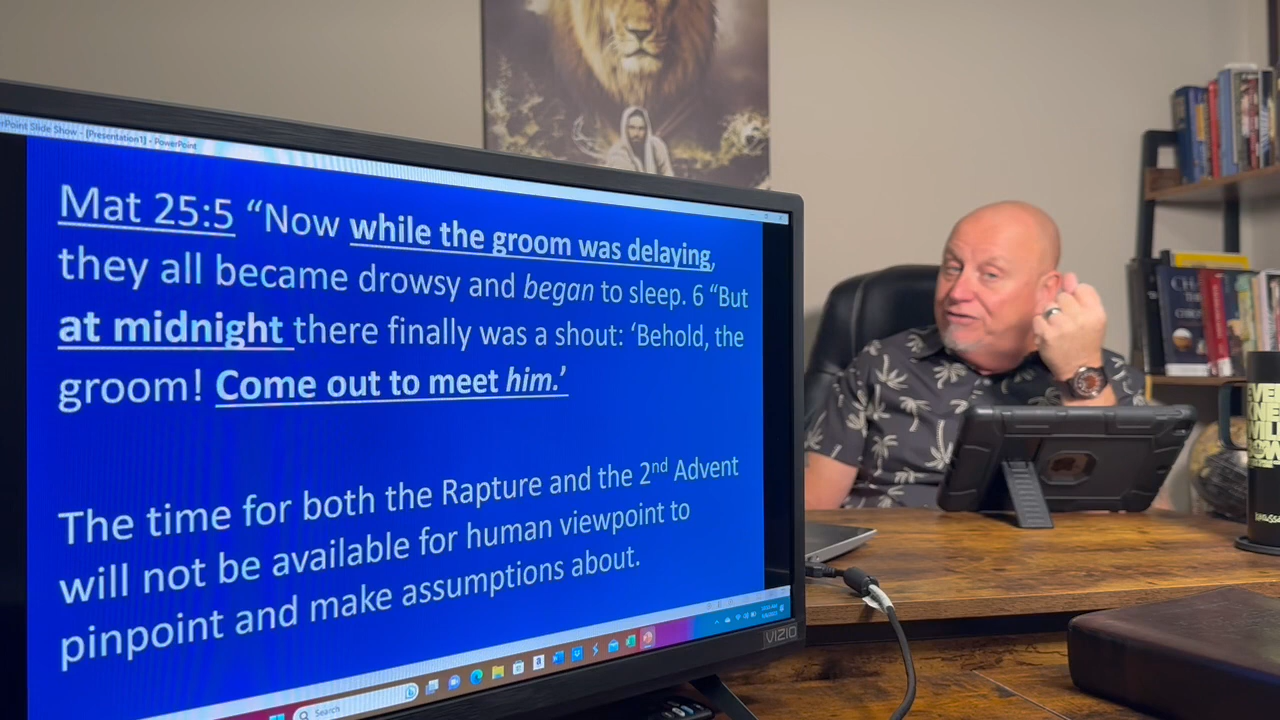 rPoint Slide Show - [Presentation1] - PowerPoint
Mat 25:5 “Now while the groom was delaying,
they all became drowsy and began to sleep. 6 “But
at midnight there finally was a shout: ‘Behold, the
groom! Come out to meet him.’
The time for both the Rapture and the 2nd Advent
will not be available for human viewpoint to
pinpoint and make assumptions about.
Search
VIZIO